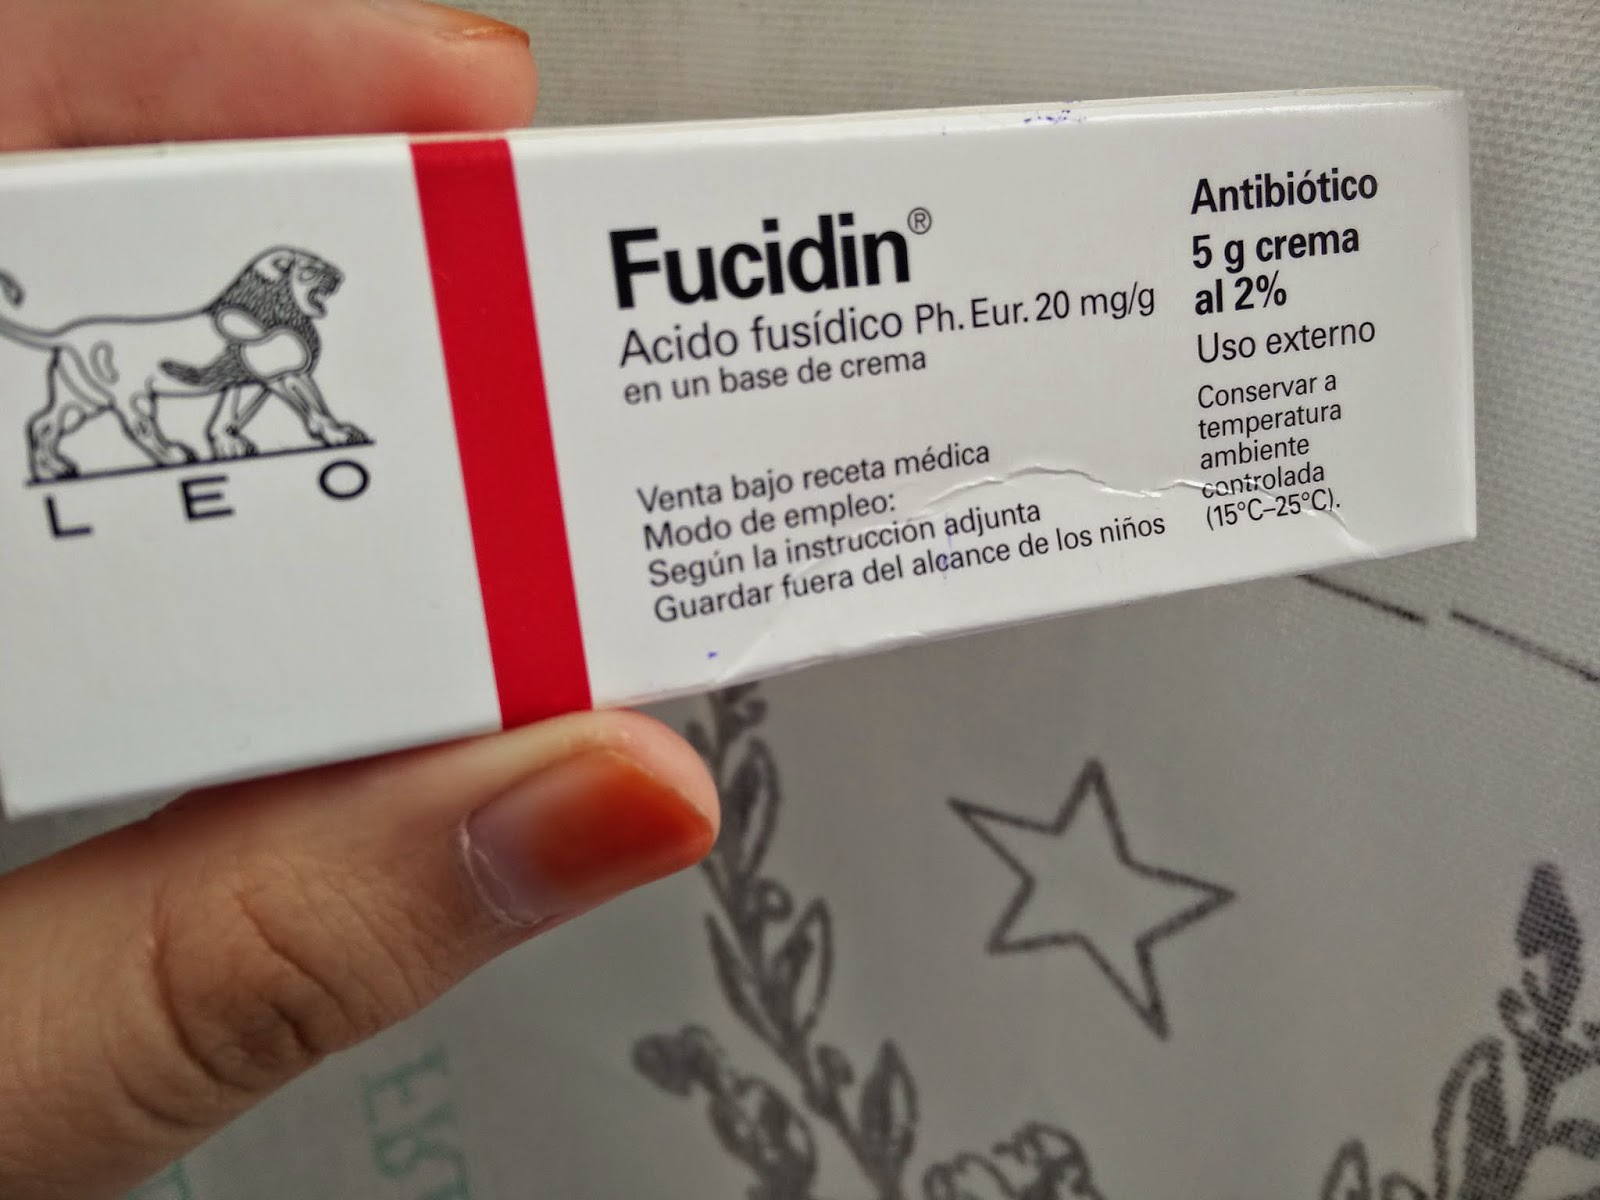 LEO
Fucidin®
Acido fusídico Ph. Eur. 20 mg/g
en un base de crema
Venta bajo receta médica
Modo de empleo:
Según la instrucción adjunta
Guardar fuera del alcance de los niños
Antibiótico
5 g crema
al 2%
Uso externo
Conservar a
temperatura
ambiente
controlada
(15°C–25°C).